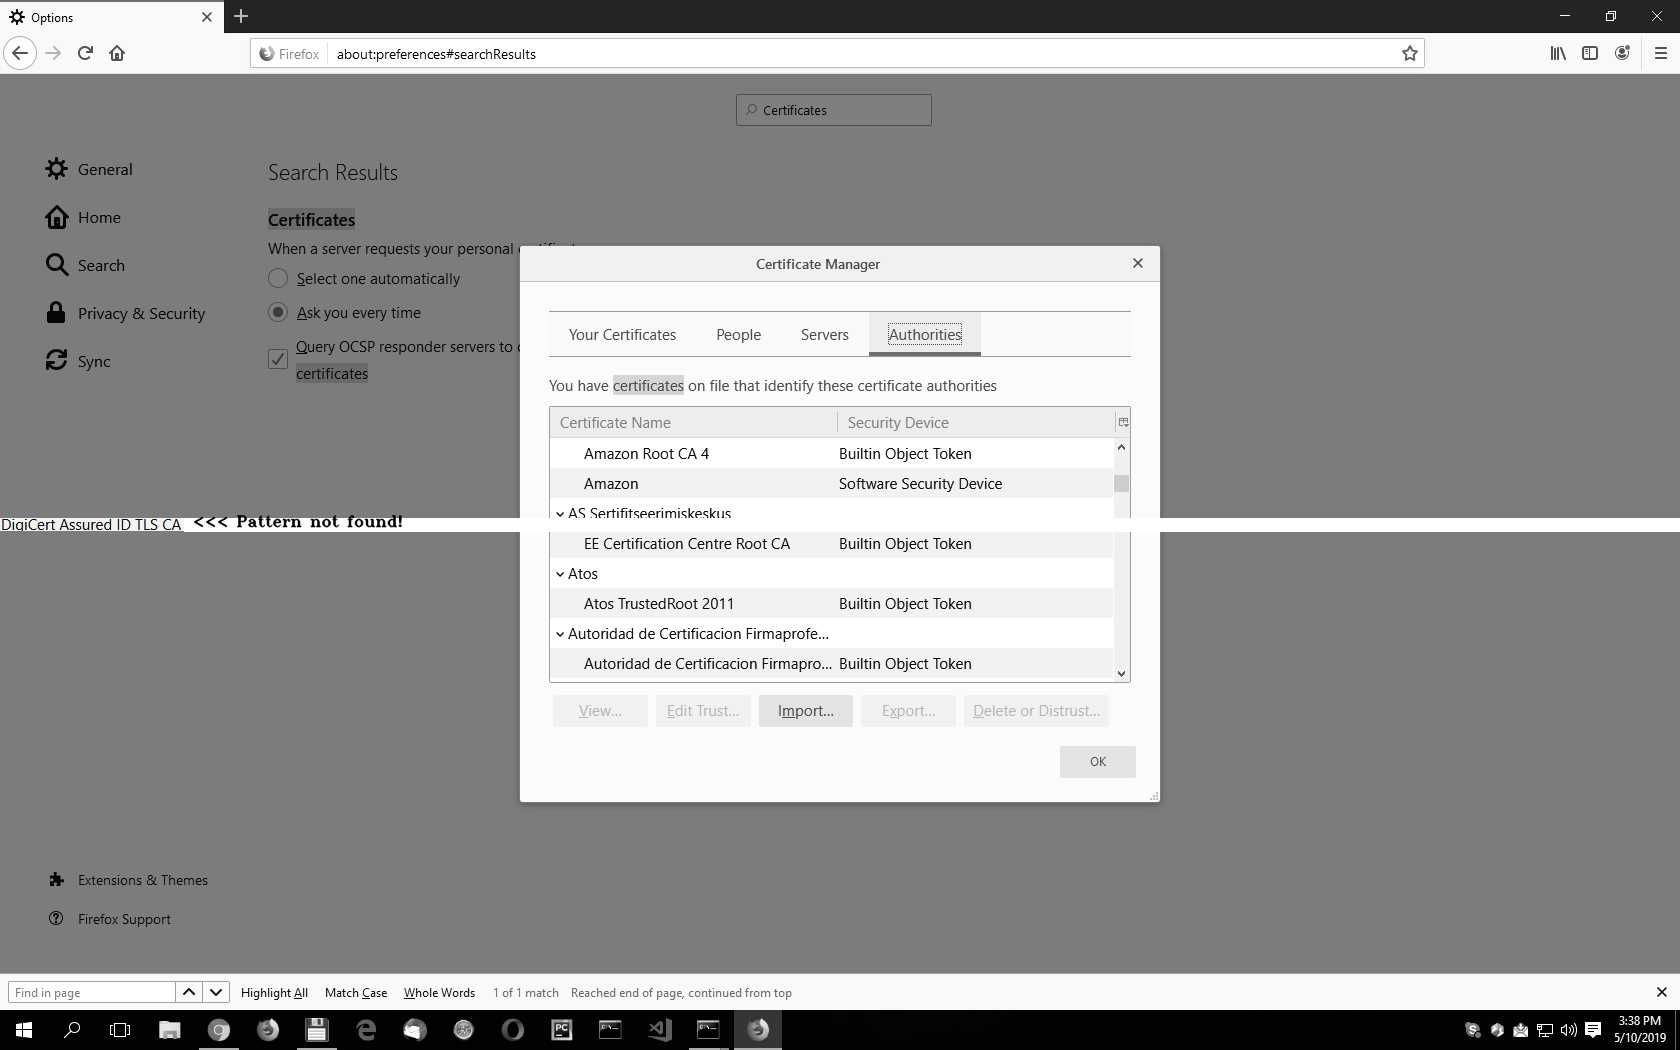 Options
Firefox
about:preferences#searchResults
Certificates
General
Home
Search
Privacy & Security
Sync
Search Results
Certificates
When a server requests your personal
Select one automatically
Ask you every time
Query OCSP responder servers to
certificates
Certificate Manager
Your Certificates
People
Servers
Authorities
You have certificates on file that identify these certificate authorities
Certificate Name
Security Device
Amazon Root CA 4
Builtin Object Token
Amazon
Software Security Device
AS Sertifitseerimiskeskus
DigiCert Assured ID TLS CA <<< Pattern not found!
EE Certification Centre Root CA
Builtin Object Token
Atos
Atos TrustedRoot 2011
Builtin Object Token
Autoridad de Certificacion Firmaprofe...
Autoridad de Certificacion Firmapro...
Builtin Object Token
View...
Edit Trust...
Import...
Export...
Delete or Distrust...
OK
Extensions & Themes
Firefox Support
Find in page
Highlight All
Match Case
Whole Words
1 of 1 match
Reached end of page, continued from top
PC
3:38 PM
5/10/2019